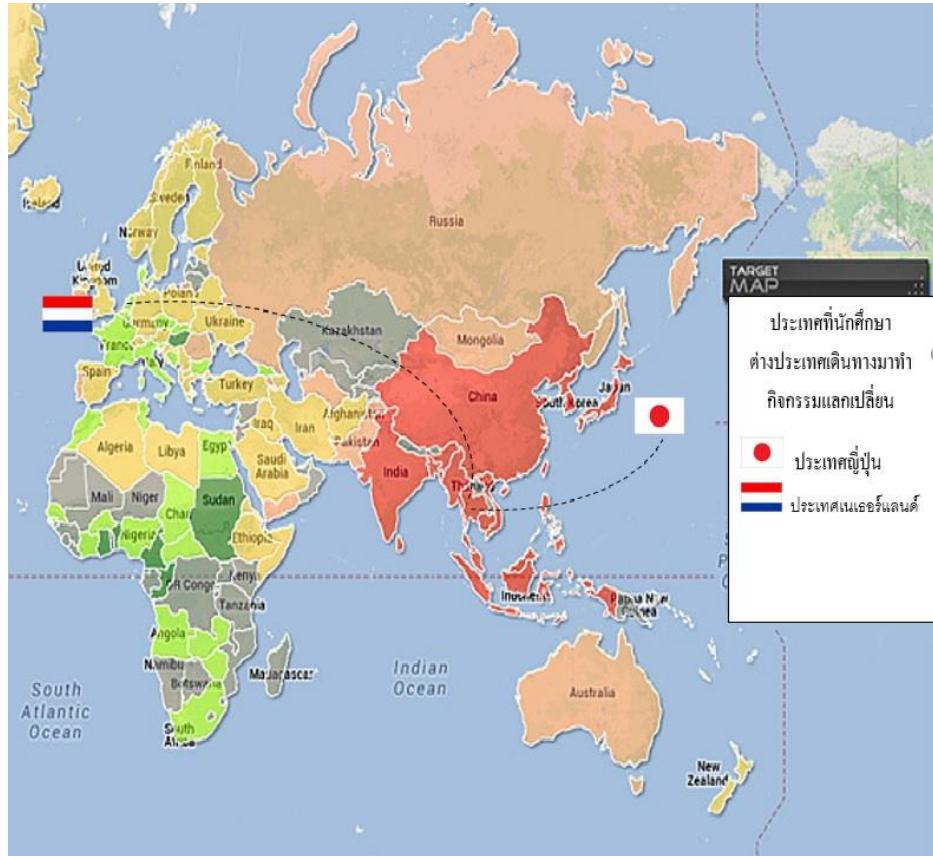 Finland
Iceland
Sweden
Norway
Russia
United
Kingdom
Poland
Germany
Ukraine
France
Kazakhstan
Mongolia
Italy
Spain
Turkey
China
South Korea
Japan
Afghanistan
Iraq
Iran
Pakistan
Algeria
Libya
Egypt
Saudi
Arabia
India
Thailand
Mali
Niger
Sudan
Chad
Nigeria
Ethiopia
DR Congo
Kenya
Indonesia
Papua New
Guinea
Tanzania
Angola
Namibia
Botswana
Madagascar
Indian
Ocean
Australia
South
Atlantic
Ocean
South
Africa
New
Zealand
TARGET
MAP
ประเทศที่นักศึกษา
ต่างประเทศเดินทางมาทำ
กิจกรรมแลกเปลี่ยน
ประเทศญี่ปุ่น
ประเทศเนเธอร์แลนด์